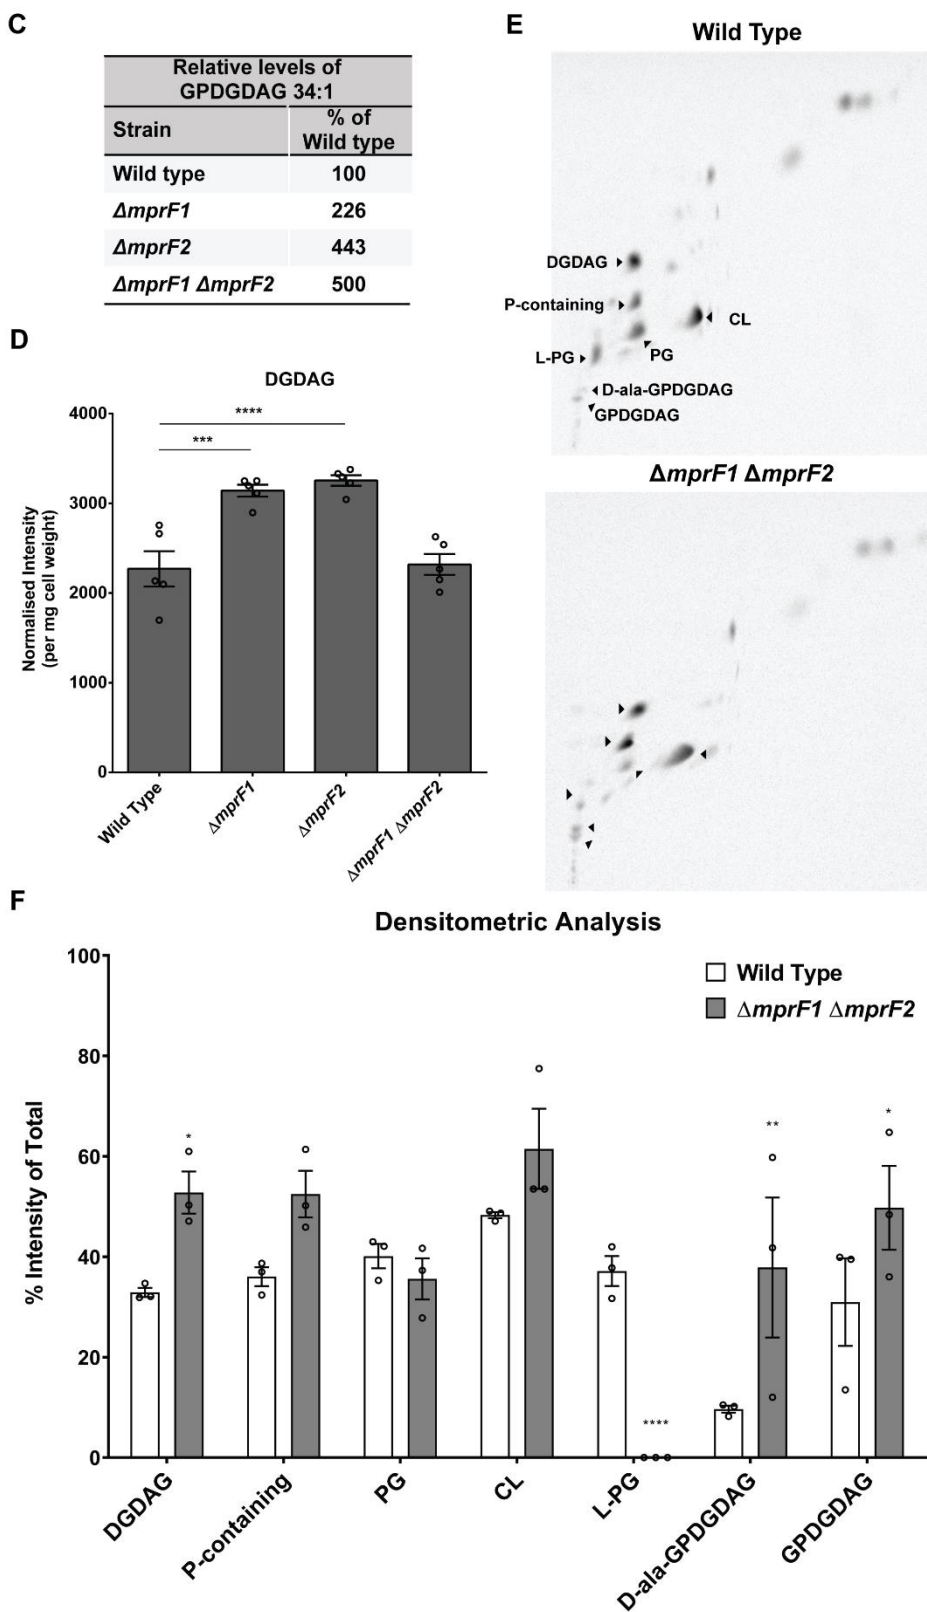 C
Relative levels of
GPDGDAG 34:1
Strain
% of
Wild type
Wild type 100
ΔmprF1 226
ΔmprF2 443
ΔmprF1 ΔmprF2 500
D
DGDAG
****
***
Normalised Intensity
(per mg cell weight)
4000
3000
2000
1000
0
Wild Type
ΔmprF1
ΔmprF2
ΔmprF1 ΔmprF2
E
Wild Type
DGDAG
P-containing
CL
L-PG
PG
D-ala-GPDGDAG
GPDGDAG
ΔmprF1 ΔmprF2
F
Densitometric Analysis
Wild Type
ΔmprF1 ΔmprF2
% Intensity of Total
100
80
60
40
20
0
*
****
**
*
DGDAG
P-containing
PG
CL
L-PG
D-ala-GPDGDAG
GPDGDAG